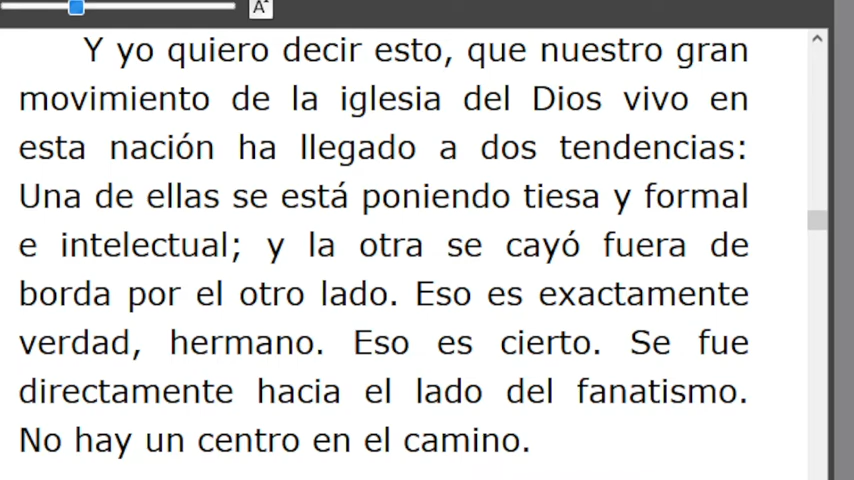 A
Y yo quiero decir esto, que nuestro gran
movimiento de la iglesia del Dios vivo en
esta nación ha llegado a dos tendencias:
Una de ellas se está poniendo tiesa y formal
e intelectual; y la otra se cayó fuera de
borda por el otro lado. Eso es exactamente
verdad, hermano. Eso es cierto. Se fue
directamente hacia el lado del fanatismo.
No hay un centro en el camino.